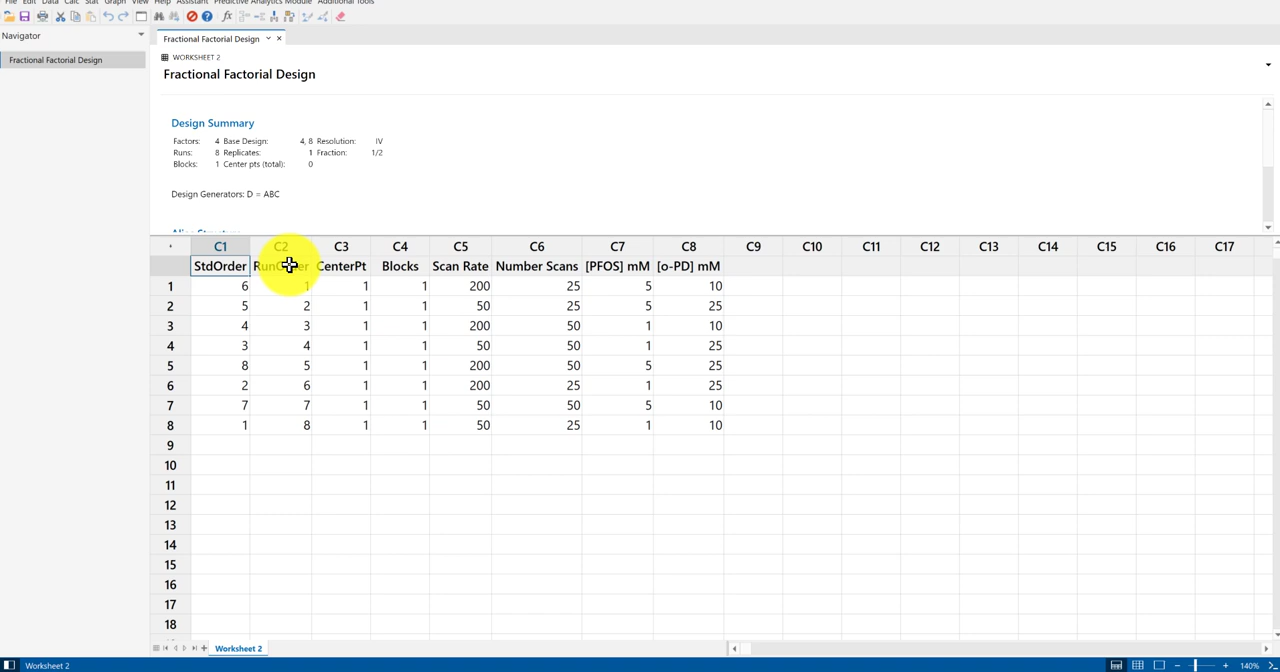 File Edit Data Calc Stat Graph View Help Assistant Predictive Analytics Module Additional Tools
Navigator
Fractional Factorial Design
Fractional Factorial Design
WORKSHEET 2
Fractional Factorial Design
Design Summary
Factors: 4 Base Design: 4, 8 Resolution: IV
Runs: 8 Replicates: 1 Fraction: 1/2
Blocks: 1 Center pts (total): 0
Design Generators: D = ABC
C1 C2 C3 C4 C5 C6 C7 C8 C9 C10 C11 C12 C13 C14 C15 C16 C17
StdOrder CenterPt Blocks Scan Rate Number Scans [PFOS] mM [o-PD] mM
1 6 1 1 1 200 25 5 10
2 5 2 1 1 50 25 5 25
3 4 3 1 1 200 50 1 10
4 3 4 1 1 50 50 1 25
5 8 5 1 1 200 50 5 25
6 2 6 1 1 200 25 1 25
7 7 7 1 1 50 50 5 10
8 1 8 1 1 50 25 1 10
9
10
11
12
13
14
15
16
17
18
Worksheet 2
Worksheet 2 140%